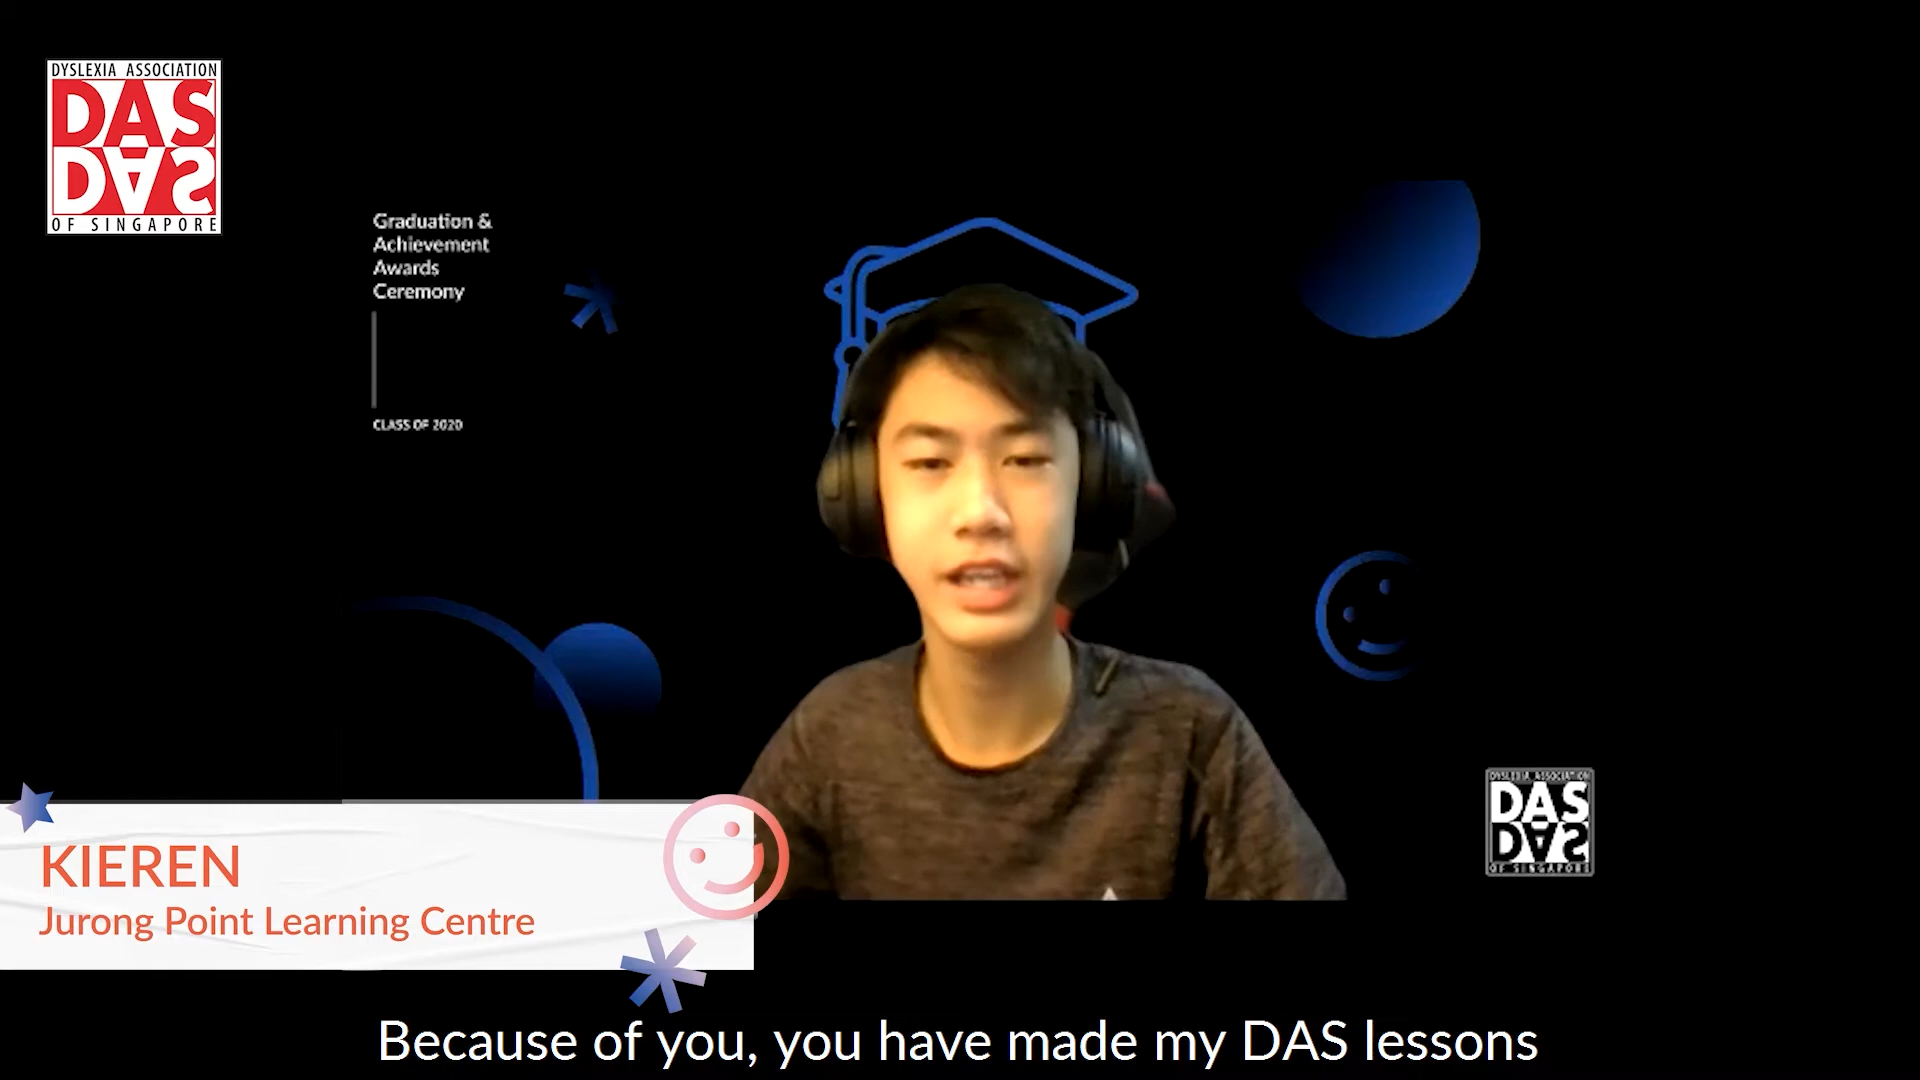 DYSLEXIA ASSOCIATION
DAS
DAS
OF SINGAPORE
Graduation &
Achievement
Awards
Ceremony
CLASS OF 2020
DYSLEXIA ASSOCIATION
DAS
DAS
OF SINGAPORE
KIEREN
Jurong Point Learning Centre
Because of you, you have made my DAS lessons